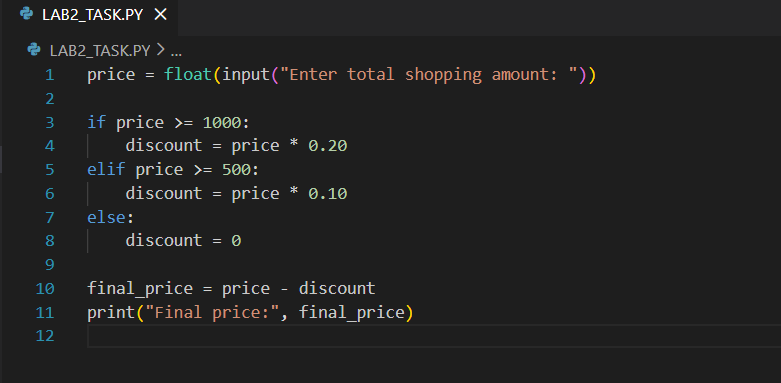 LAB2_TASK.PY ×
LAB2_TASK.PY > ...
1 price = float(input("Enter total shopping amount: "))
2
3 if price >= 1000:
4     discount = price * 0.20
5 elif price >= 500:
6     discount = price * 0.10
7 else:
8     discount = 0
9
10 final_price = price - discount
11 print("Final price:", final_price)
12